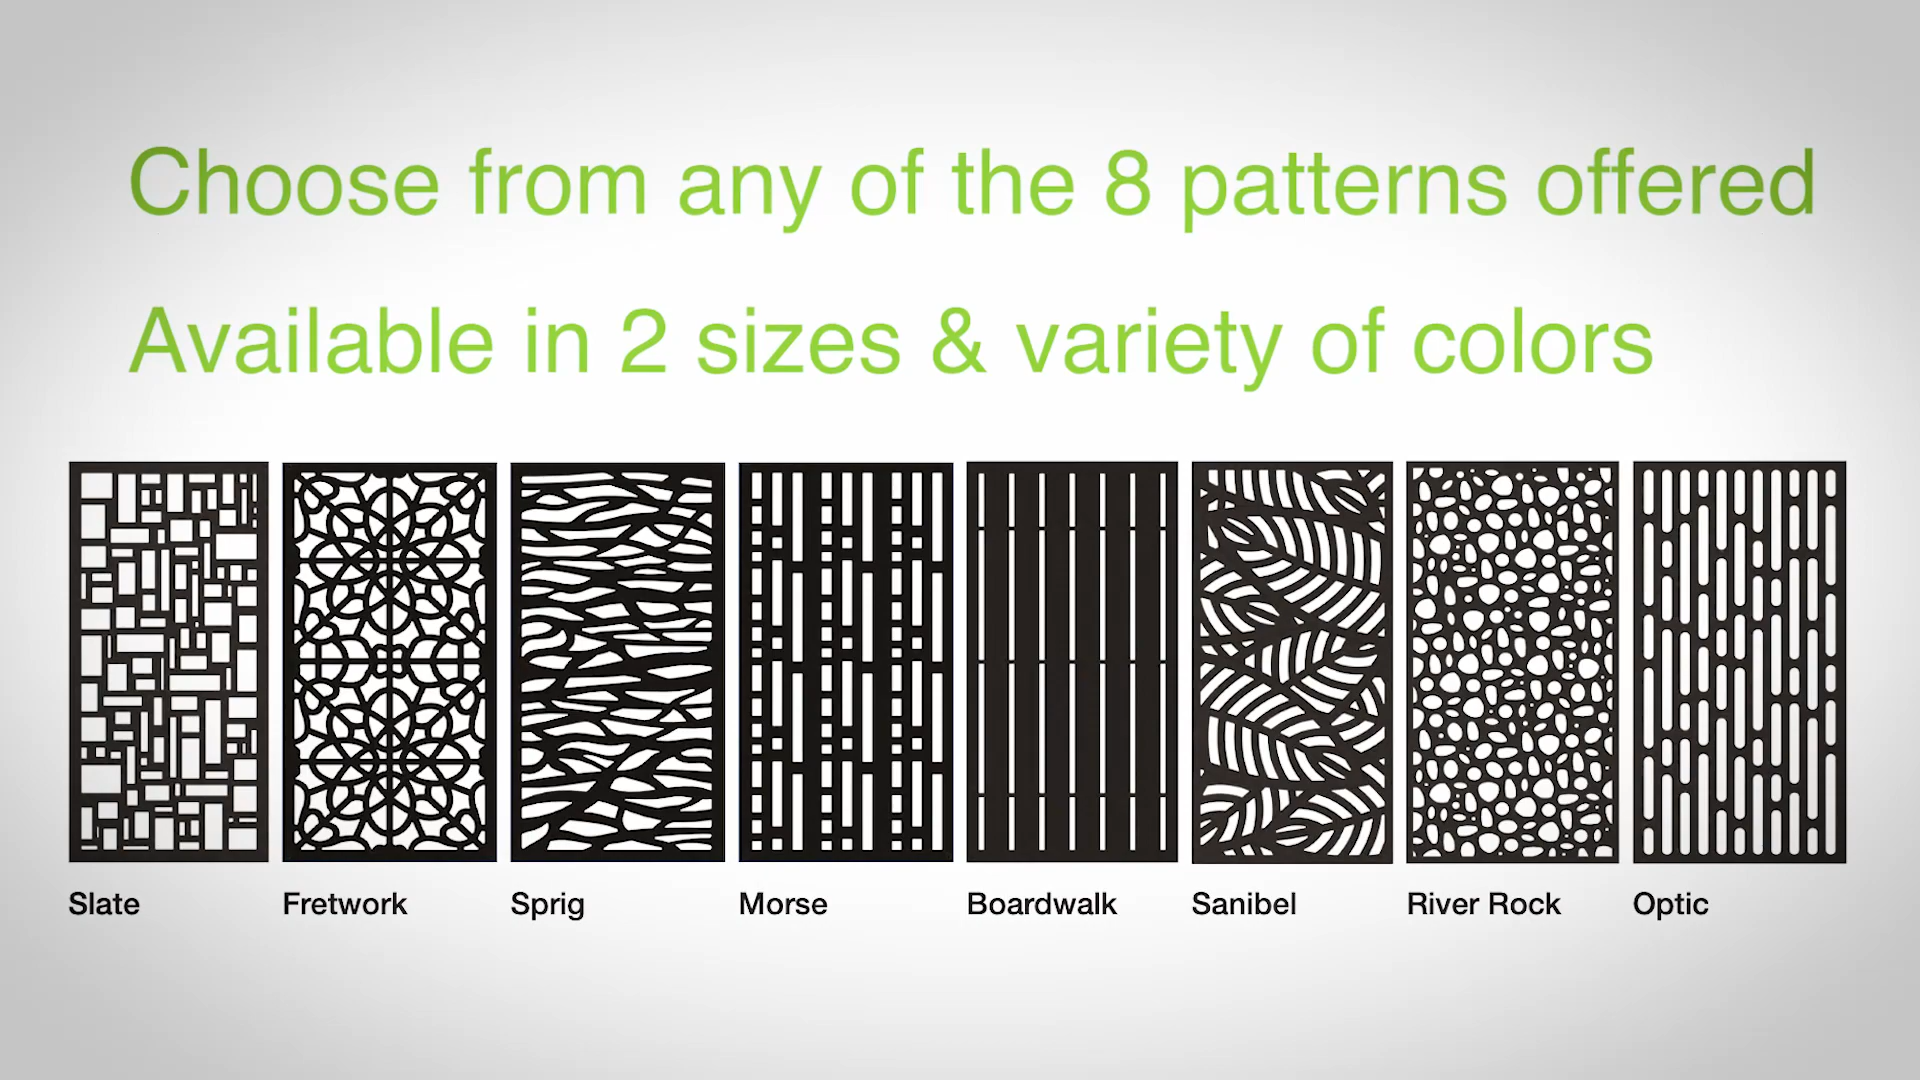 Choose from any of the 8 patterns offered
Available in 2 sizes & variety of colors
Slate
Fretwork
Sprig
Morse
Boardwalk
Sanibel
River Rock
Optic